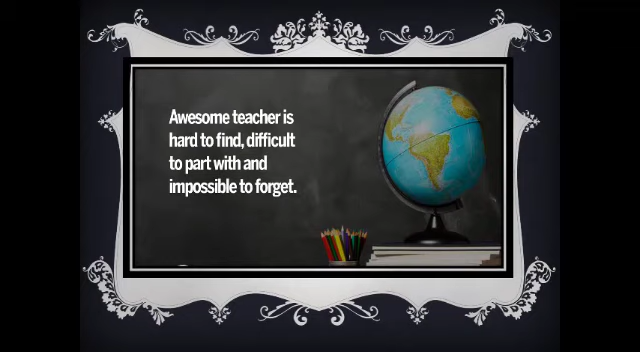 Awesome teacher is
hard to find, difficult
to part with and
impossible to forget.